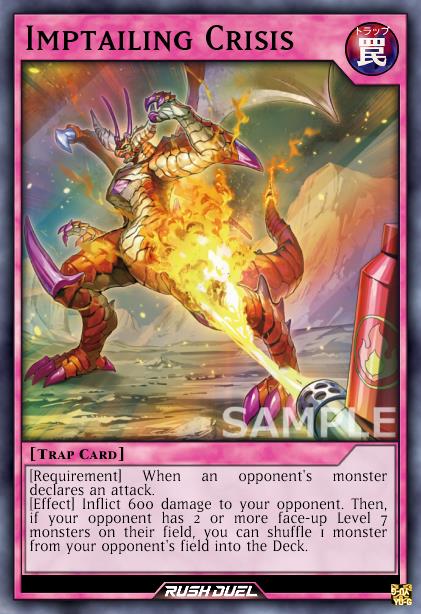 Imptailing Crisis
トラップ
罠
SAMPLE
[Trap Card]
[Requirement] When an opponent's monster
declares an attack.
[Effect] Inflict 600 damage to your opponent. Then,
if your opponent has 2 or more face-up Level 7
monsters on their field, you can shuffle 1 monster
from your opponent's field into the Deck.
RUSH DUEL